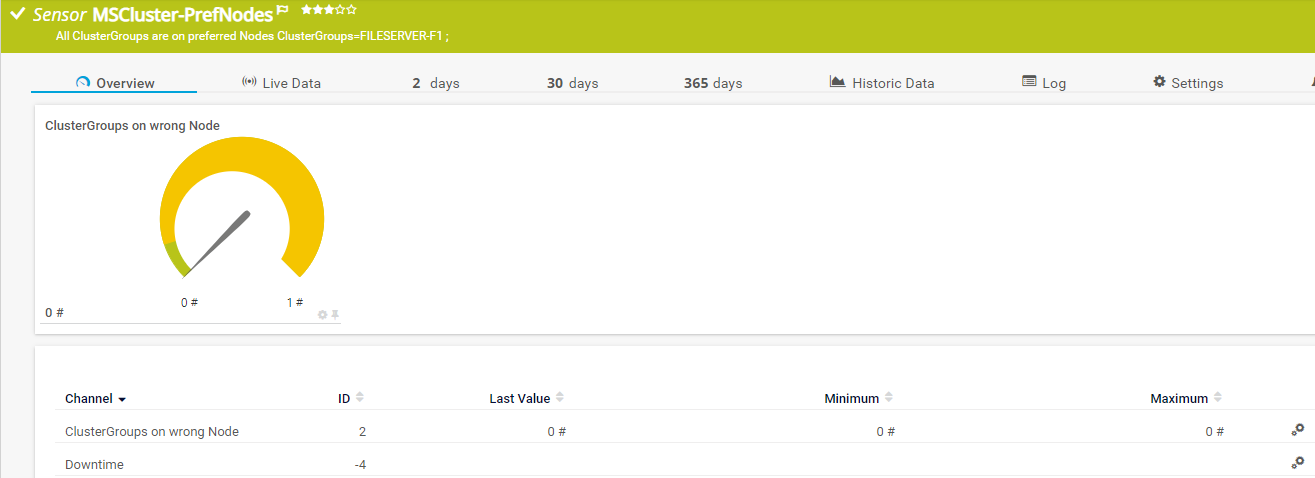 Sensor MSCluster-PrefNodes
All ClusterGroups are on preferred Nodes ClusterGroups=FILESERVER-F1 ;
Overview Live Data 2 days 30 days 365 days Historic Data Log Settings
ClusterGroups on wrong Node
0 # 1 #
0 #
Channel ID Last Value Minimum Maximum
ClusterGroups on wrong Node 2 0 # 0 # 0 #
Downtime -4